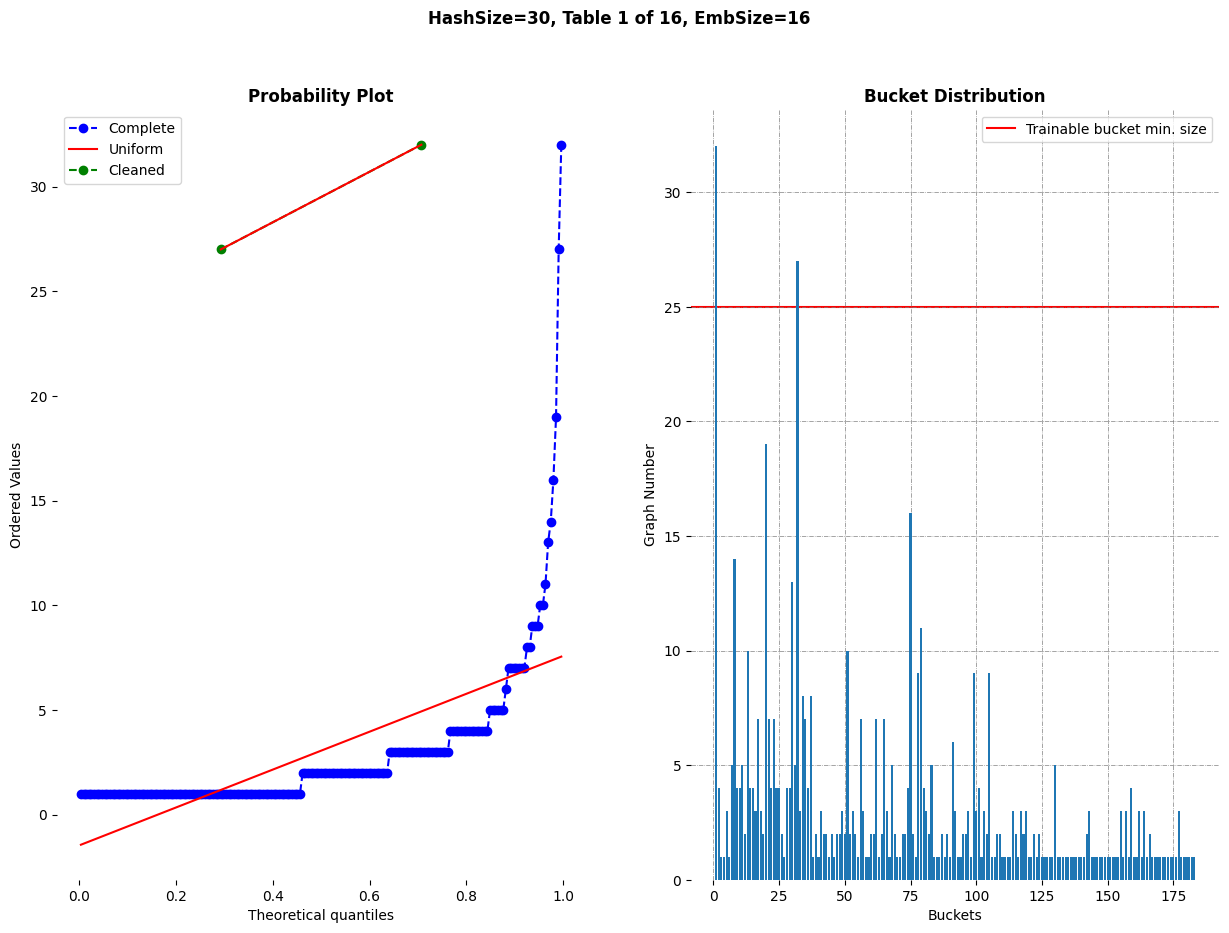 HashSize=30, Table 1 of 16, EmbSize=16
Probability Plot
Complete
Uniform
Cleaned
30
25
20
15
10
5
0
Ordered Values
0.0 0.2 0.4 0.6 0.8 1.0
Theoretical quantiles
Bucket Distribution
Trainable bucket min. size
30
25
20
15
10
5
0
Graph Number
0 25 50 75 100 125 150 175
Buckets